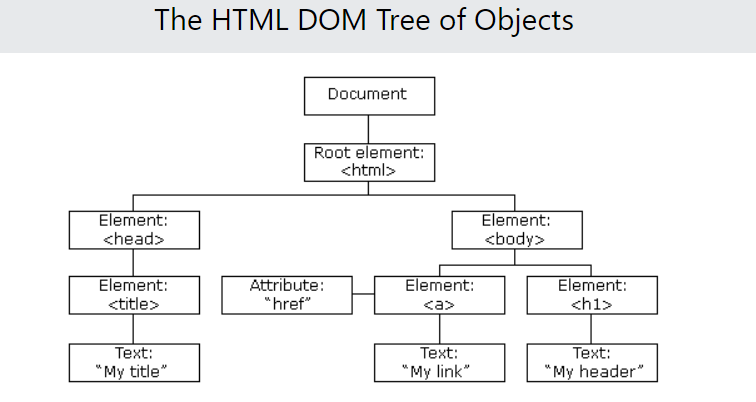 The HTML DOM Tree of Objects
Document
Root element:
<html>
Element:
<head>
Element:
<body>
Element:
<title>
Attribute:
"href"
Element:
<a>
Element:
<h1>
Text:
"My title"
Text:
"My link"
Text:
"My header"